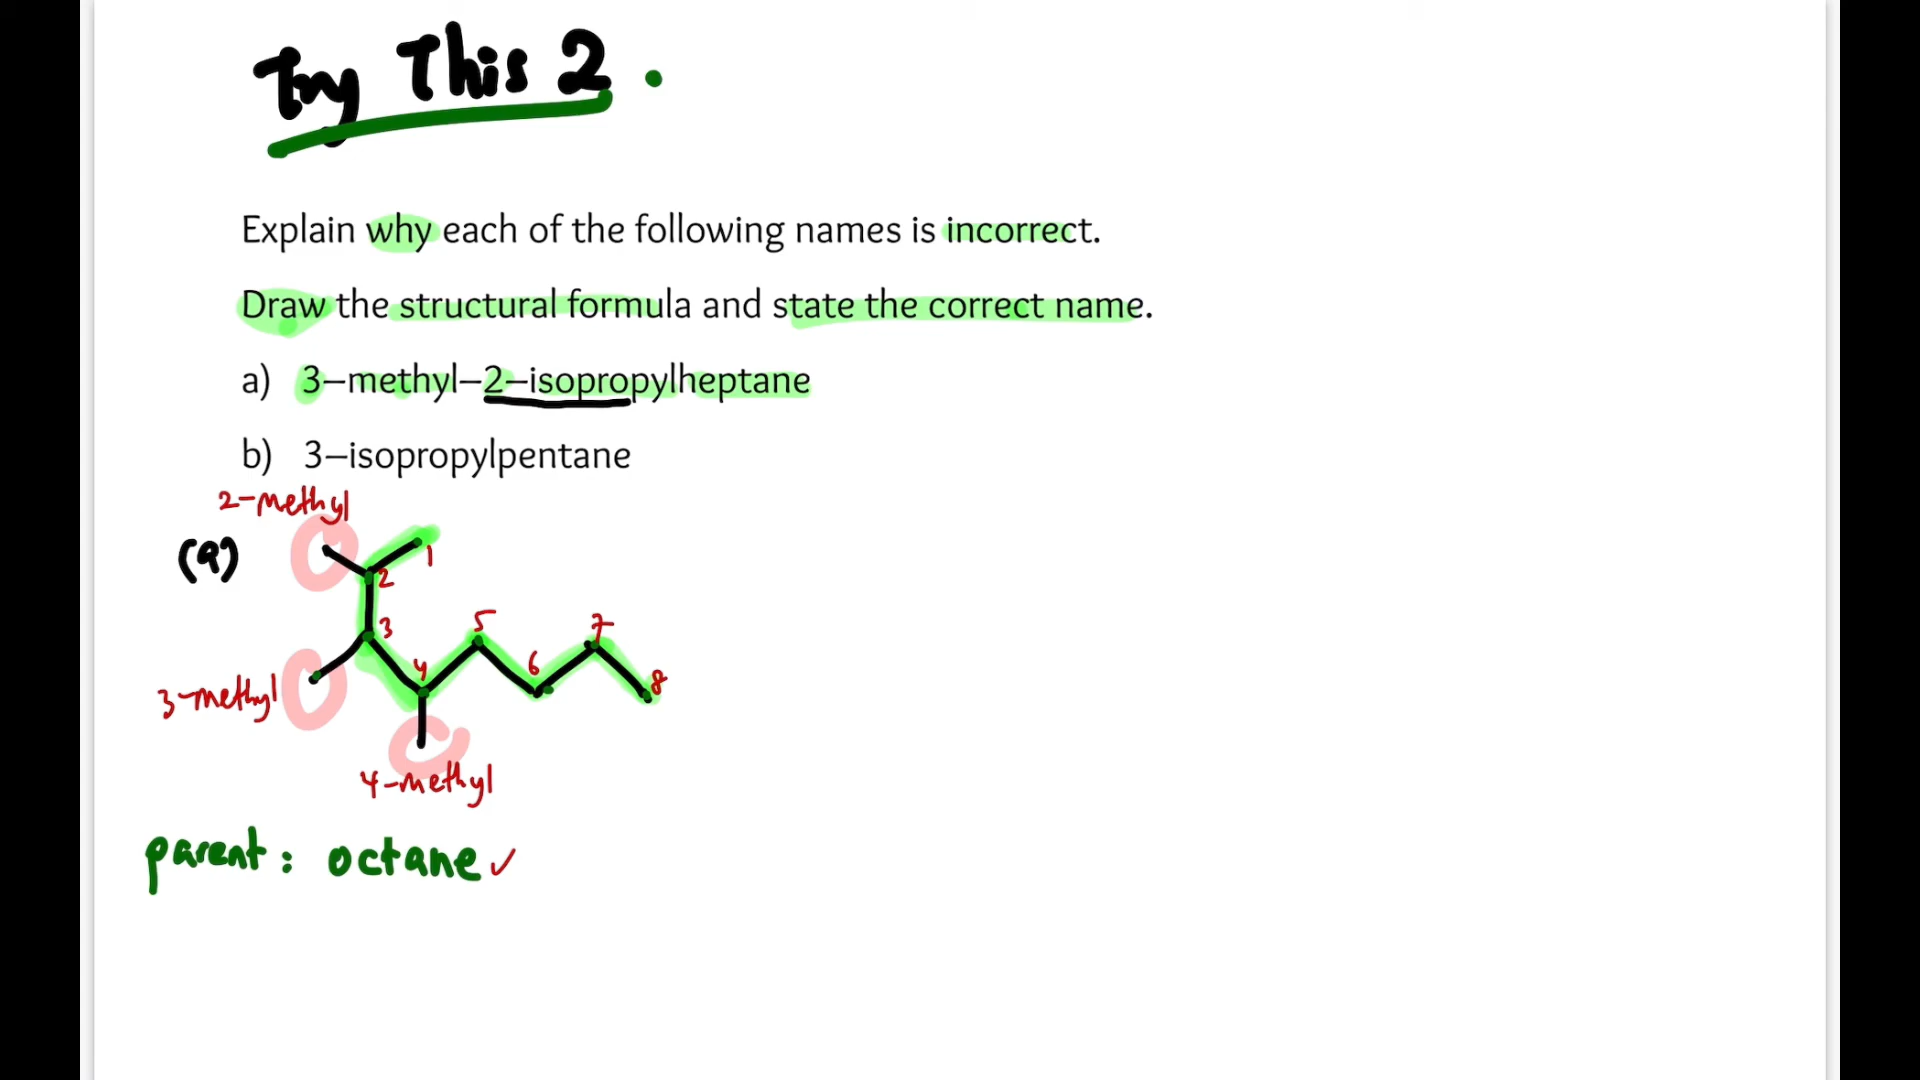 Try This 2.
Explain why each of the following names is incorrect.
Draw the structural formula and state the correct name.
a) 3–methyl–2–isopropylheptane
b) 3–isopropylpentane
2-methyl
(a)
1
2
3
5
7
4
6
8
3-methyl
4-methyl
parent: octane ✓